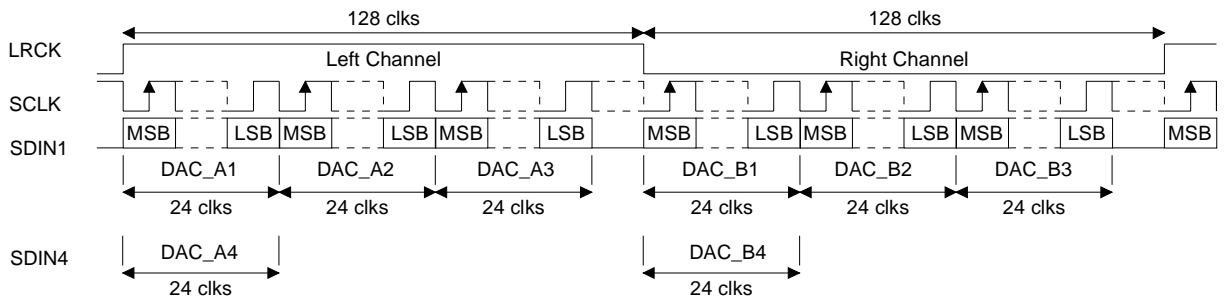 128 clks 128 clks
LRCK Left Channel Right Channel
SCLK
SDIN1 MSB LSB MSB LSB MSB LSB MSB LSB MSB LSB MSB LSB MSB
DAC_A1 DAC_A2 DAC_A3 DAC_B1 DAC_B2 DAC_B3
24 clks 24 clks 24 clks 24 clks 24 clks 24 clks
SDIN4 DAC_A4 DAC_B4
24 clks 24 clks